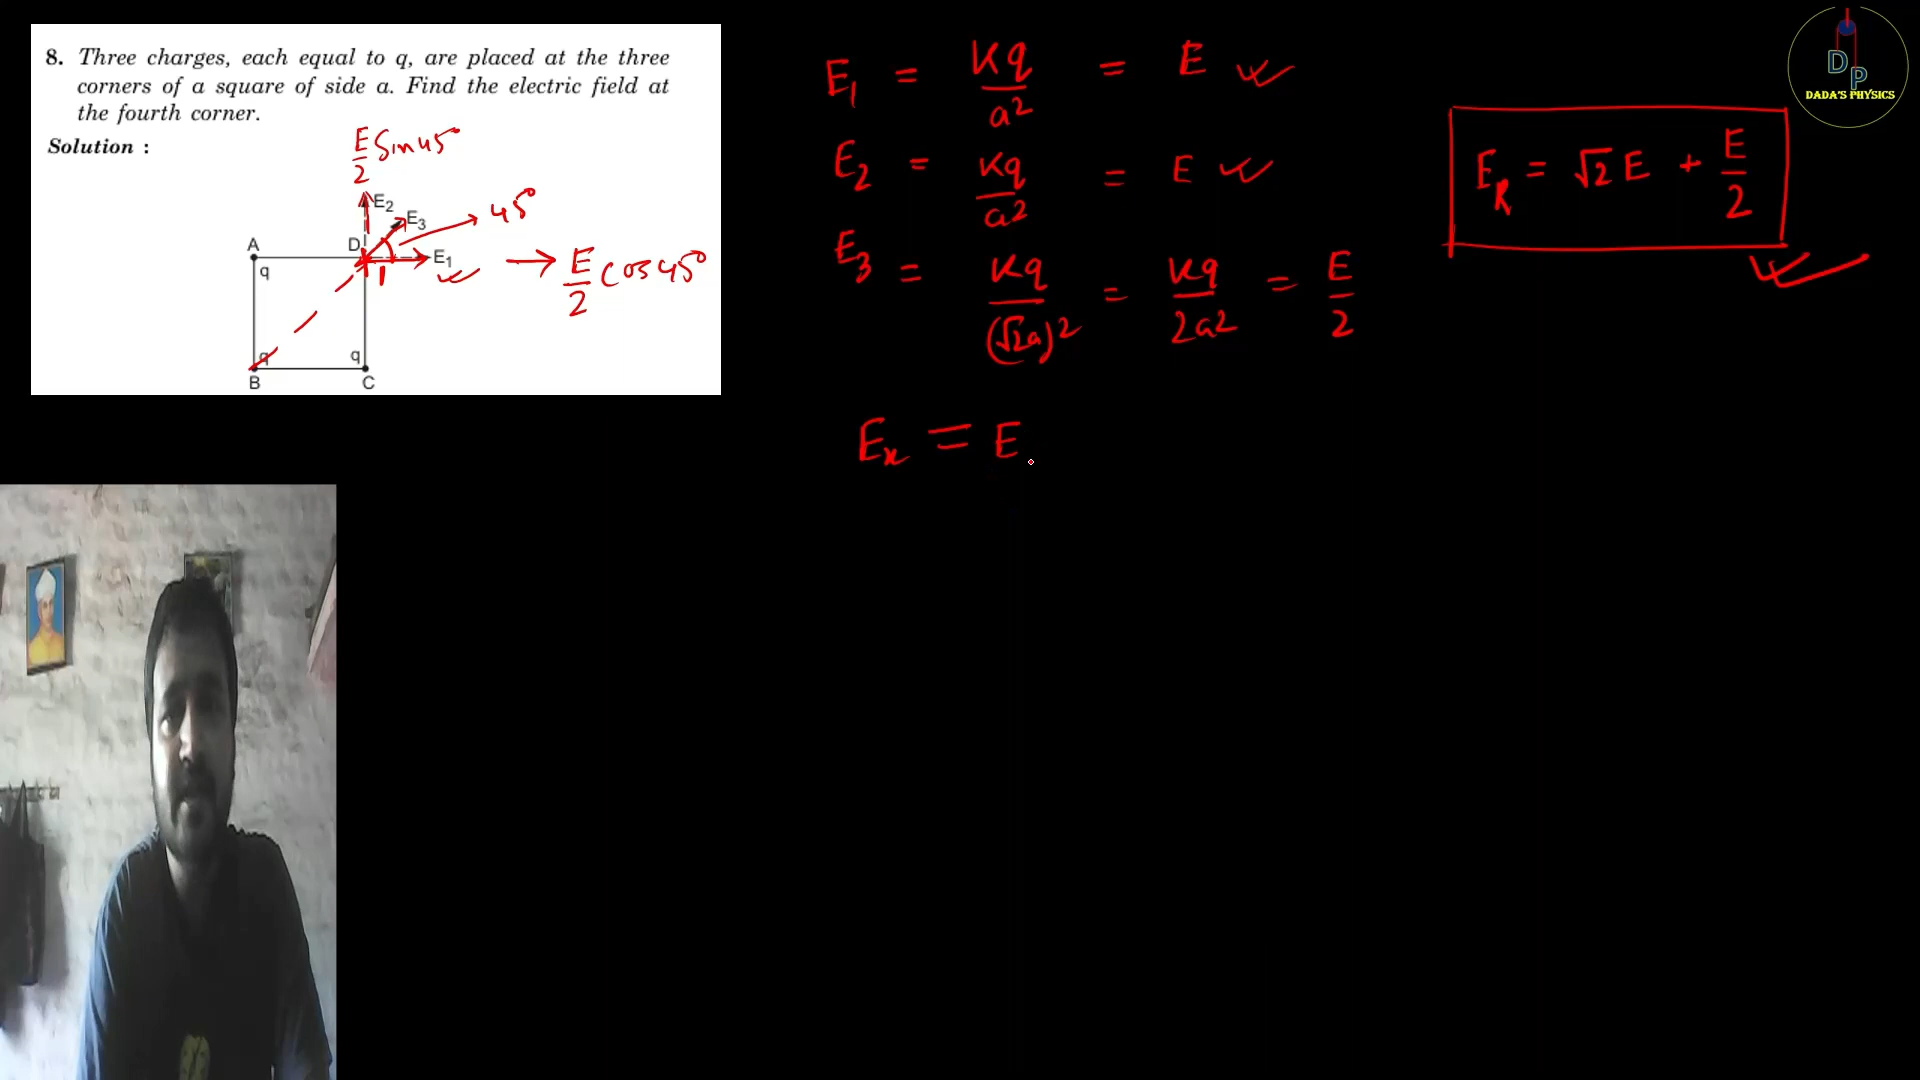 8. Three charges, each equal to q, are placed at the three
corners of a square of side a. Find the electric field at
the fourth corner.
Solution :
E/2 Sin45°
E₂
E₃
45°
A
D
E₁
E/2 Cos45°
q
q
q
B
C
E₁ = Kq/a² = E
E₂ = Kq/a² = E
E₃ = Kq/(√2a)² = Kq/2a² = E/2
Eₓ = E
E_R = √2 E + E/2
D
P
DADA'S PHYSICS